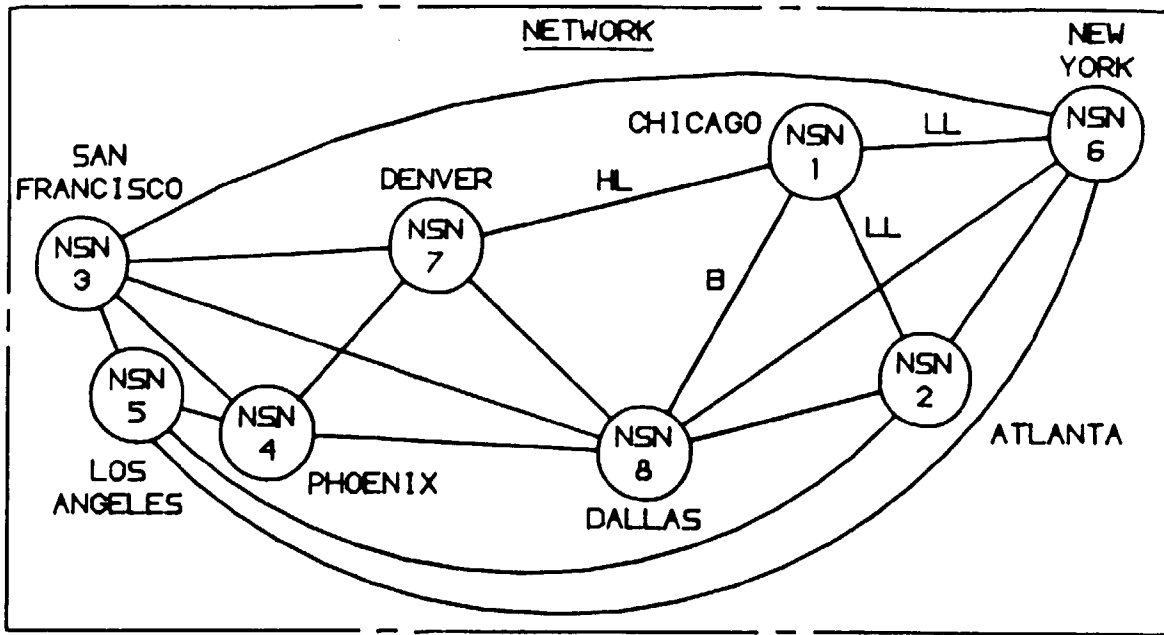 NETWORK
NEW
YORK
NSN
6
CHICAGO
NSN
1
LL
SAN
FRANCISCO
DENVER
HL
NSN
7
NSN
3
LL
B
NSN
5
NSN
4
NSN
8
NSN
2
LOS
ANGELES
PHOENIX
DALLAS
ATLANTA